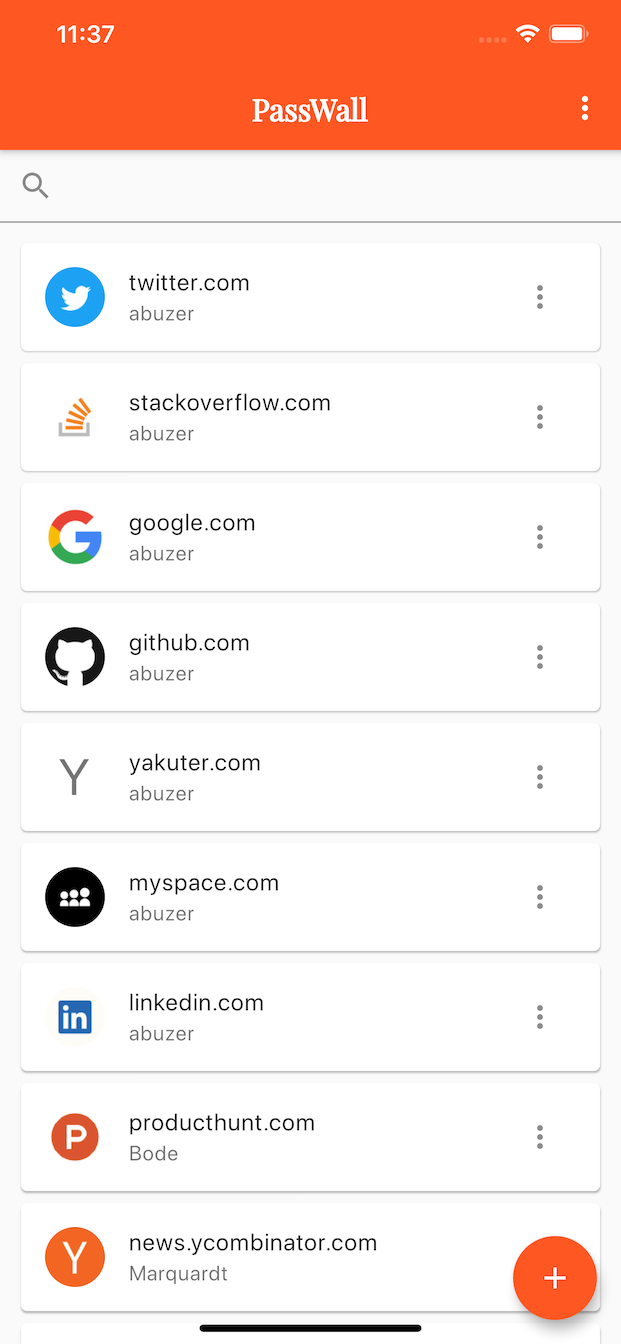 11:37
PassWall
twitter.com
abuzer
stackoverflow.com
abuzer
google.com
abuzer
github.com
abuzer
Y
yakuter.com
abuzer
myspace.com
abuzer
in
linkedin.com
abuzer
P
producthunt.com
Bode
Y
news.ycombinator.com
Marquardt